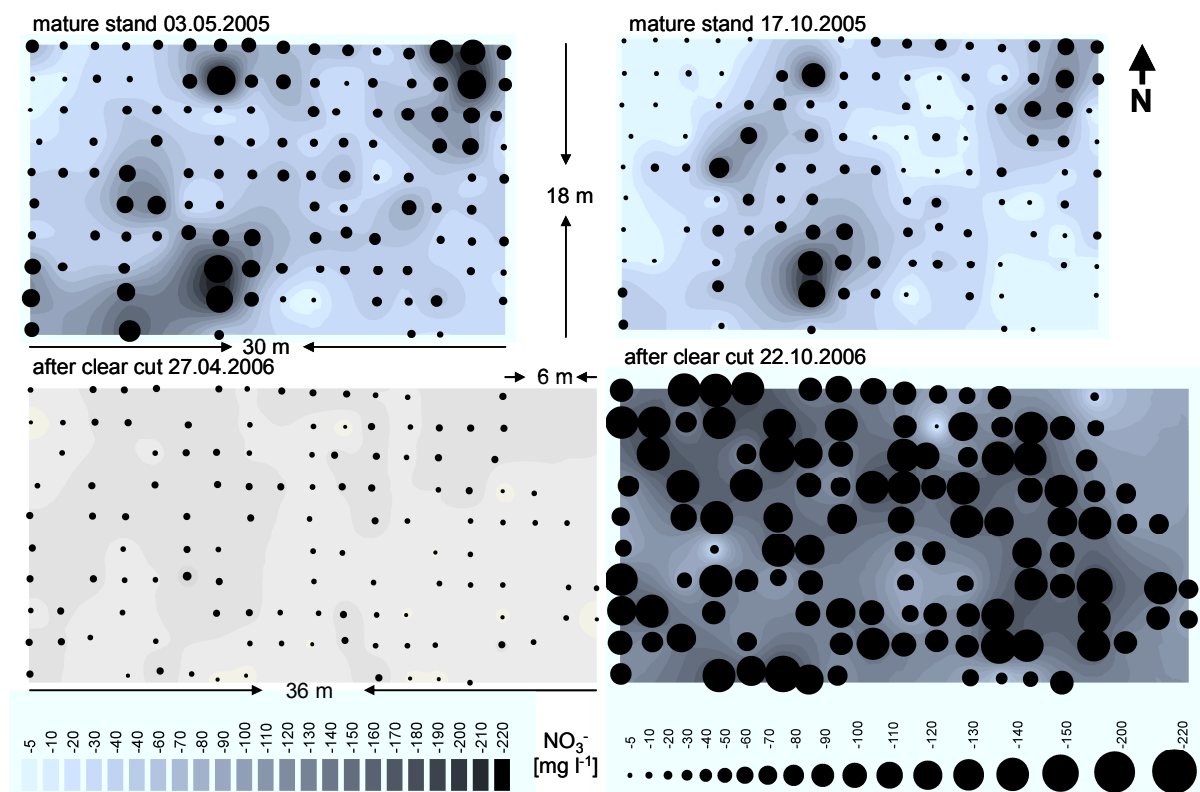 mature stand 03.05.2005
mature stand 17.10.2005
N
18 m
30 m
after clear cut 27.04.2006
6 m
after clear cut 22.10.2006
36 m
-5 -10 -20 -30 -40 -40 -60 -70 -80 -90 -100 -110 -120 -130 -140 -150 -160 -170 -180 -190 -200 -210 -220
NO₃⁻
[mg l⁻¹]
-5 -10 -20 -30 -40 -50 -60 -70 -80 -90 -100 -110 -120 -130 -140 -150 -200 -220